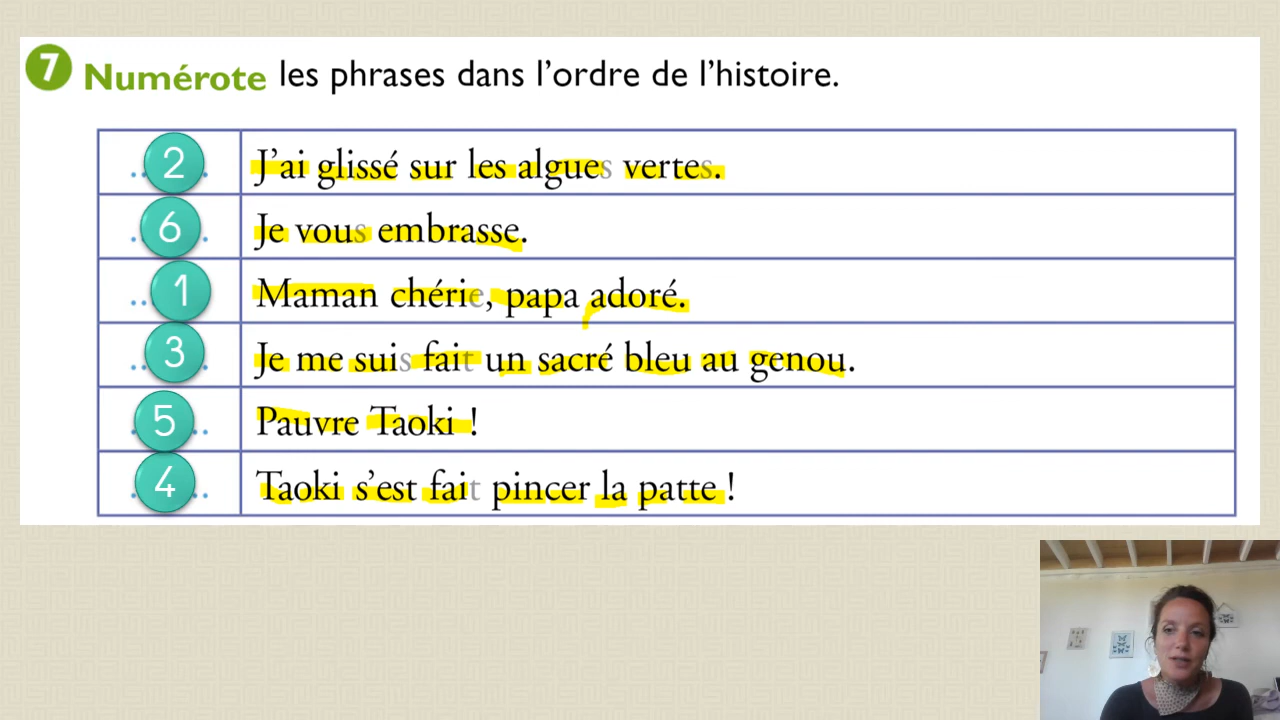 7 Numérote les phrases dans l'ordre de l'histoire.
2 J'ai glissé sur les algues vertes.
6 Je vous embrasse.
1 Maman chérie, papa adoré.
3 Je me suis fait un sacré bleu au genou.
5 Pauvre Taoki !
4 Taoki s'est fait pincer la patte !